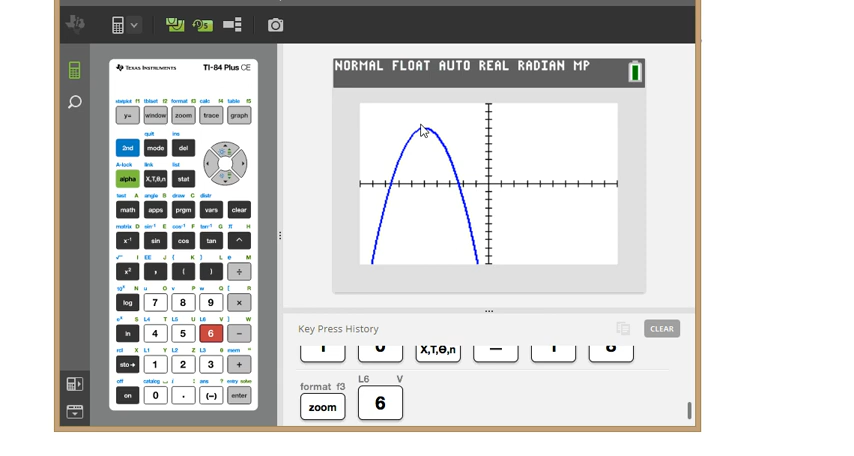 TEXAS INSTRUMENTS TI-84 Plus CE
NORMAL FLOAT AUTO REAL RADIAN MP
statplot f1 tblset f2 format f3 calc f4 table f5
y= window zoom trace graph
quit ins
2nd mode del
A-lock link list
alpha X,T,θ,n stat
test A angle B draw C distr
math apps prgm vars clear
matrix D sin⁻¹ E cos⁻¹ F tan⁻¹ G π H
x⁻¹ sin cos tan ^
√ I EE J { K } L e M
x² , ( ) ÷
10ˣ N u O v P w Q [ R
log 7 8 9 ×
eˣ S L4 T L5 U L6 V ] W
ln 4 5 6 −
rcl X L1 Y L2 Z L3 θ mem "
sto→ 1 2 3 +
off catalog i : ans ? entry solve
on 0 . (−) enter
Key Press History
CLEAR
X,T,Θ,n
format f3
L6 V
zoom
6